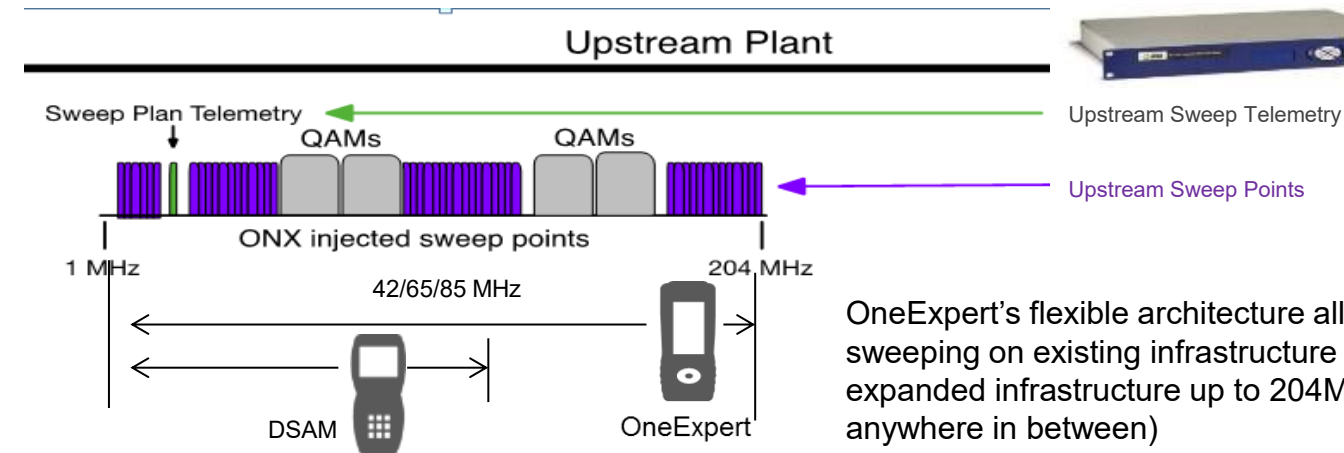 Upstream Plant
Sweep Plan Telemetry
Upstream Sweep Telemetry
QAMs
QAMs
Upstream Sweep Points
ONX injected sweep points
1 MHz
204 MHz
42/65/85 MHz
OneExpert’s flexible architecture all
sweeping on existing infrastructure
expanded infrastructure up to 204M
anywhere in between)
DSAM
OneExpert